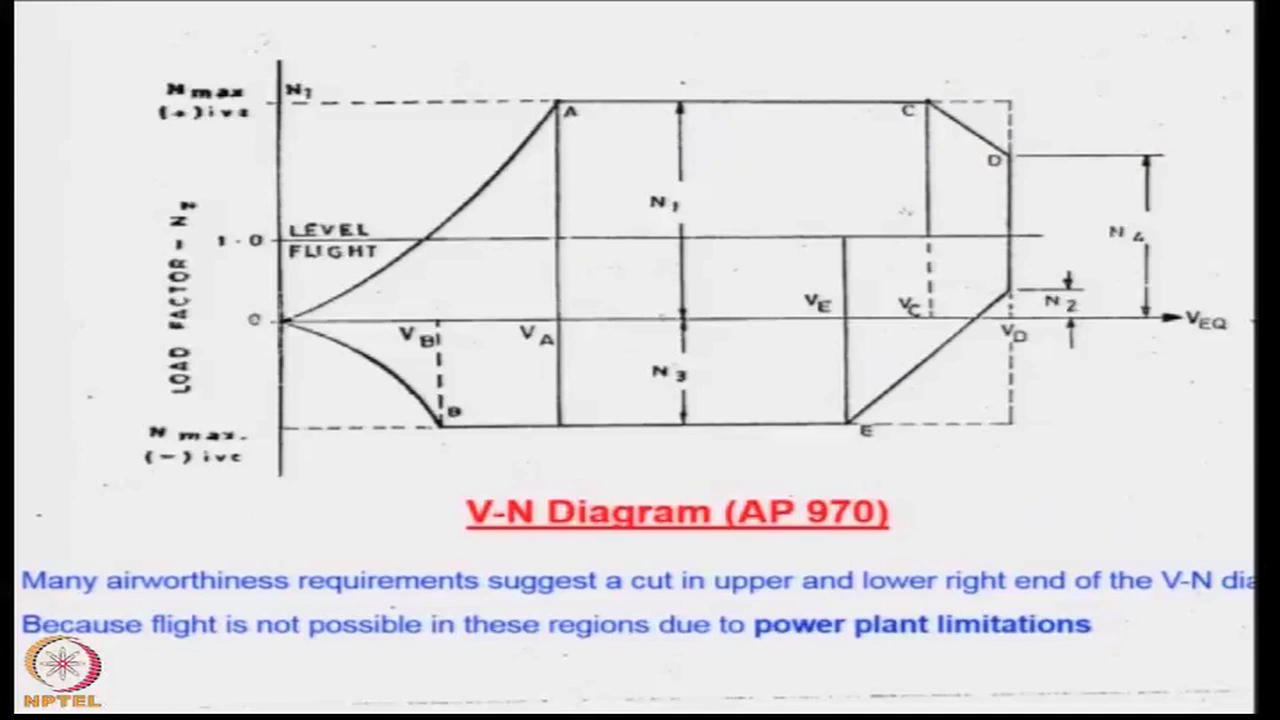 N max N1
(+)ive
A
C
D
N1
LOAD FACTOR - N z
LEVEL
1.0
FLIGHT
N4
VE
VC
N2
0
VB
VA
VD
VEQ
N3
B
N max.
(-) ive
E
V-N Diagram (AP 970)
Many airworthiness requirements suggest a cut in upper and lower right end of the V-N dia
Because flight is not possible in these regions due to power plant limitations
NPTEL